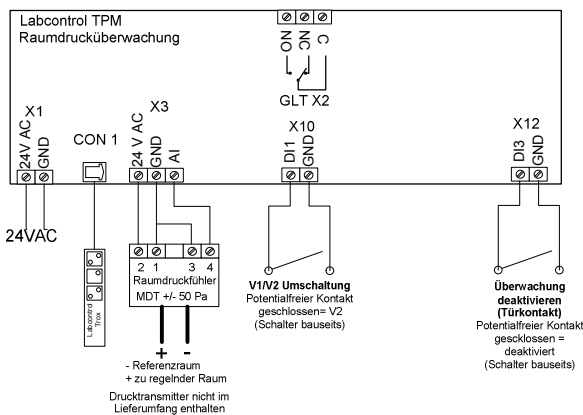 Labcontrol TPM
Raumdrucküberwachung
NO
NC
C
GLT X2
X1
24V AC
GND
CON 1
X3
24 V AC
GND
AI
X10
DI1
GND
X12
DI3
GND
24VAC
Labcontrol
Trox
2 1 3 4
Raumdruckfühler
MDT +/- 50 Pa
+ -
- Referenzraum
+ zu regelnder Raum
Drucktransmitter nicht im
Lieferumfang enthalten
V1/V2 Umschaltung
Potentialfreier Kontakt
geschlossen= V2
(Schalter bauseits)
Überwachung
deaktivieren
(Türkontakt)
Potentialfreier Kontakt
gescklossen =
deaktiviert
(Schalter bauseits)